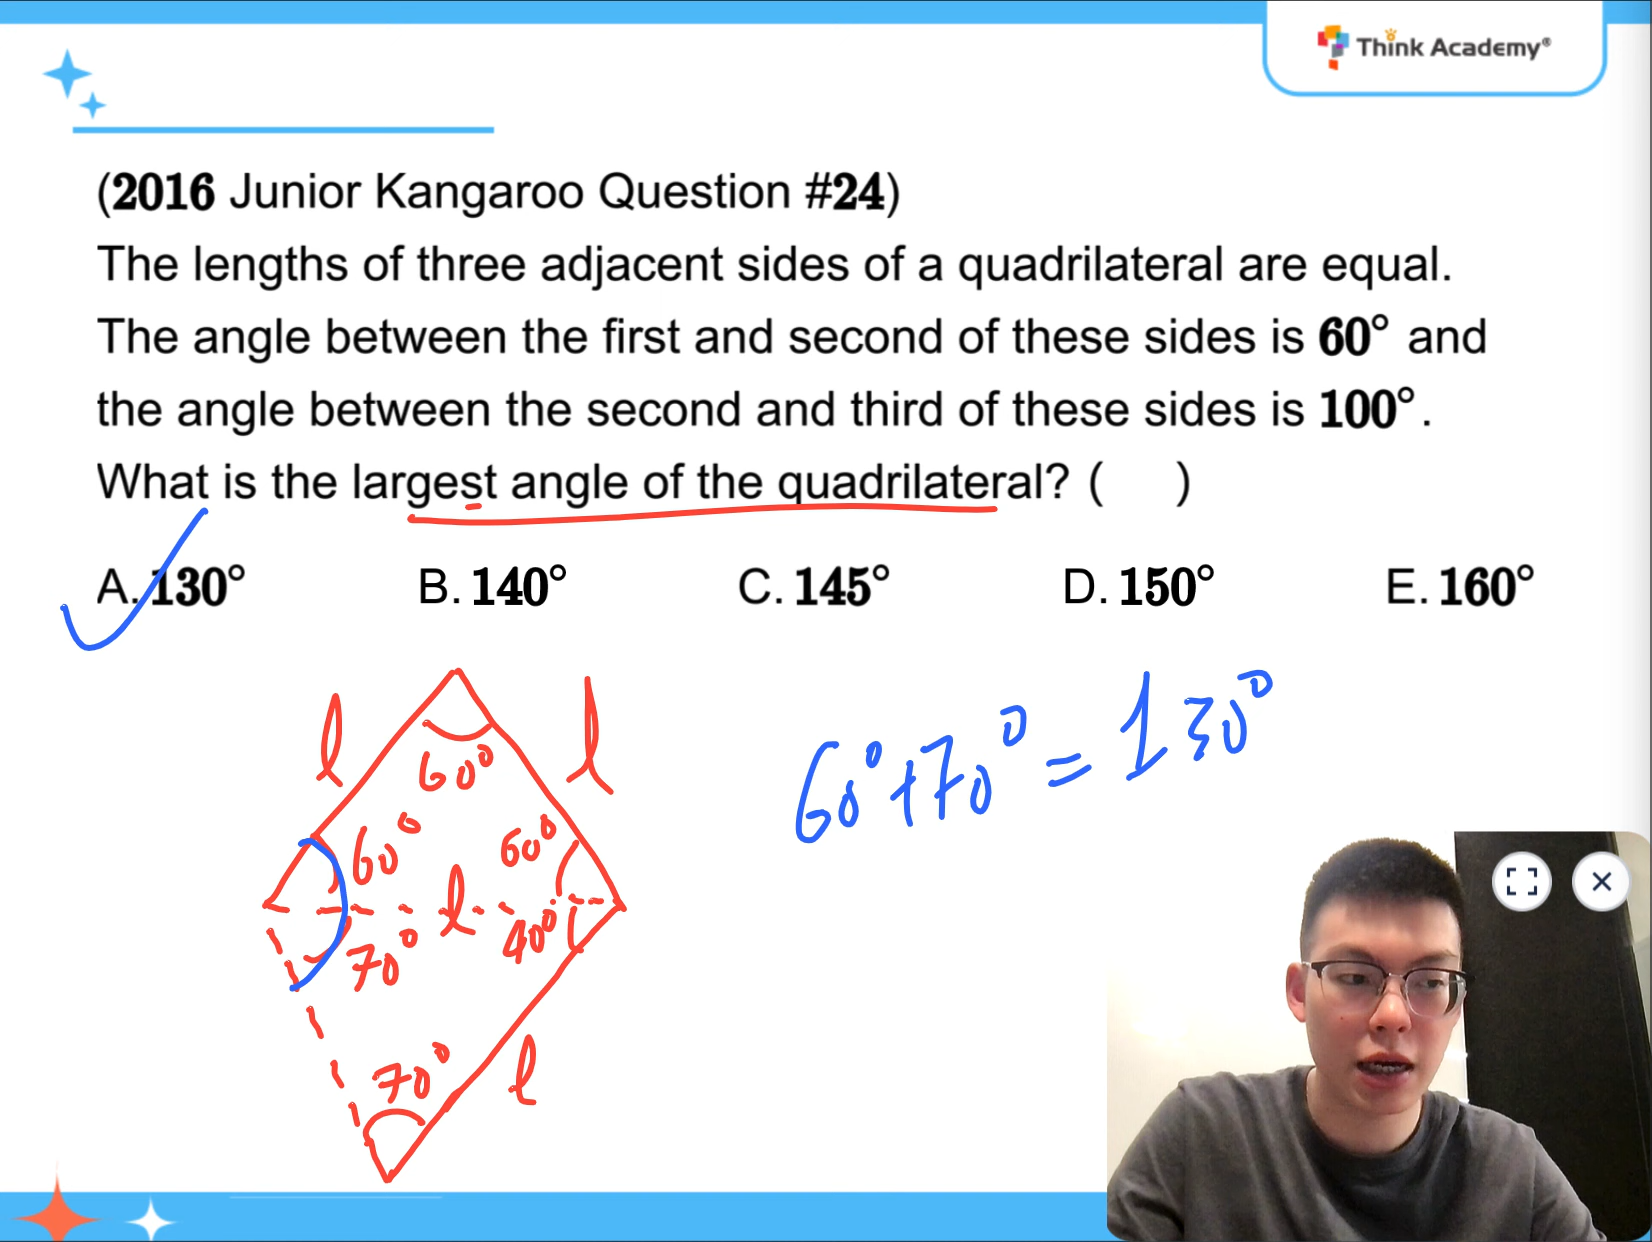 Think Academy®
(2016 Junior Kangaroo Question #24)
The lengths of three adjacent sides of a quadrilateral are equal.
The angle between the first and second of these sides is 60° and
the angle between the second and third of these sides is 100°.
What is the largest angle of the quadrilateral? ( )
A. 130° B. 140° C. 145° D. 150° E. 160°
l l
60°
60° + 70° = 130°
60° 60°
l
70° 40°
70° l